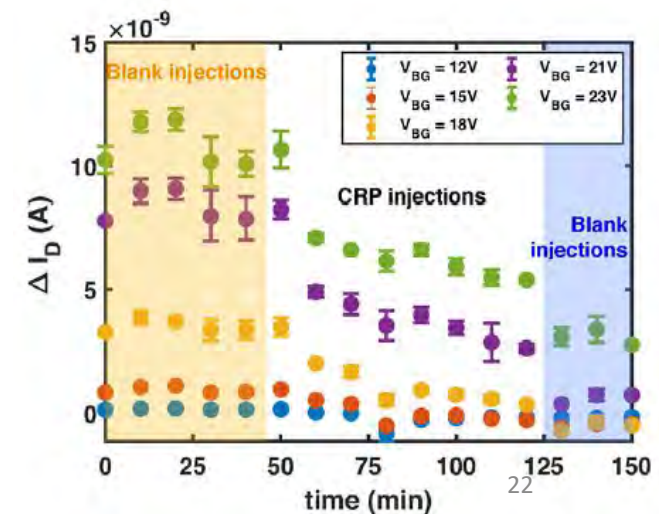 ×10⁻⁹
15
10
5
0
Δ I_D (A)
Blank injections
V_BG = 12V
V_BG = 15V
V_BG = 18V
V_BG = 21V
V_BG = 23V
CRP injections
Blank
injections
0 25 50 75 100 125 150
time (min)
22